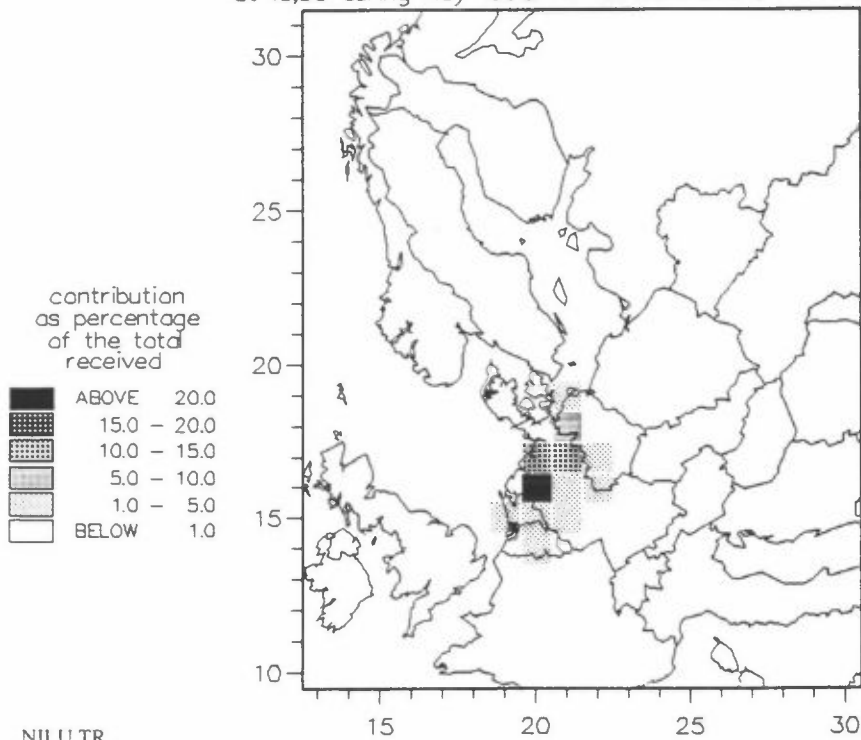 30
25
20
15
10
contribution
as percentage
of the total
received
ABOVE 20.0
15.0 – 20.0
10.0 – 15.0
5.0 – 10.0
1.0 – 5.0
BELOW 1.0
15 20 25 30
NILU TR